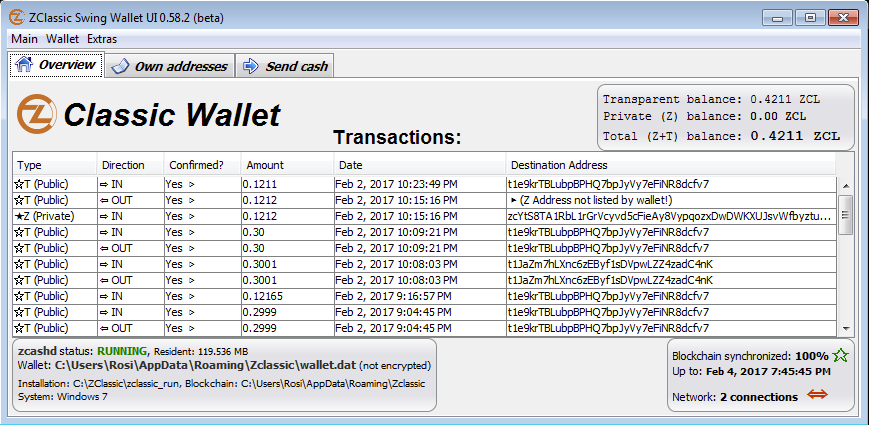 ZClassic Swing Wallet UI 0.58.2 (beta)
Main Wallet Extras
Overview Own addresses Send cash
Classic Wallet
Transactions:
Transparent balance: 0.4211 ZCL
Private (Z) balance: 0.00 ZCL
Total (Z+T) balance: 0.4211 ZCL
Type Direction Confirmed? Amount Date Destination Address
☆T (Public) ⇨ IN Yes > 0.1211 Feb 2, 2017 10:23:49 PM t1e9krTBLubpBPHQ7bpJyVy7eFiNR8dcfv7
☆T (Public) ⇦ OUT Yes > 0.1212 Feb 2, 2017 10:15:16 PM ▸(Z Address not listed by wallet!)
★Z (Private) ⇨ IN Yes > 0.1212 Feb 2, 2017 10:15:16 PM zcYtS8TA1RbL1rGrVcyvd5cFieAy8VypqozxDwDWKXUJsvWfbyztu...
☆T (Public) ⇨ IN Yes > 0.30 Feb 2, 2017 10:09:21 PM t1e9krTBLubpBPHQ7bpJyVy7eFiNR8dcfv7
☆T (Public) ⇦ OUT Yes > 0.30 Feb 2, 2017 10:09:21 PM t1e9krTBLubpBPHQ7bpJyVy7eFiNR8dcfv7
☆T (Public) ⇨ IN Yes > 0.3001 Feb 2, 2017 10:08:03 PM t1JaZm7hLXnc6zEByf1sDVpwLZZ4zadC4nK
☆T (Public) ⇦ OUT Yes > 0.3001 Feb 2, 2017 10:08:03 PM t1JaZm7hLXnc6zEByf1sDVpwLZZ4zadC4nK
☆T (Public) ⇨ IN Yes > 0.12165 Feb 2, 2017 9:16:57 PM t1e9krTBLubpBPHQ7bpJyVy7eFiNR8dcfv7
☆T (Public) ⇨ IN Yes > 0.2999 Feb 2, 2017 9:04:45 PM t1e9krTBLubpBPHQ7bpJyVy7eFiNR8dcfv7
☆T (Public) ⇦ OUT Yes > 0.2999 Feb 2, 2017 9:04:45 PM t1e9krTBLubpBPHQ7bpJyVy7eFiNR8dcfv7
zcashd status: RUNNING, Resident: 119.536 MB
Wallet: C:\Users\Rosi\AppData\Roaming\Zclassic\wallet.dat (not encrypted)
Installation: C:\ZClassic\zclassic_run, Blockchain: C:\Users\Rosi\AppData\Roaming\Zclassic
System: Windows 7
Blockchain synchronized: 100%
Up to: Feb 4, 2017 7:45:45 PM
Network: 2 connections